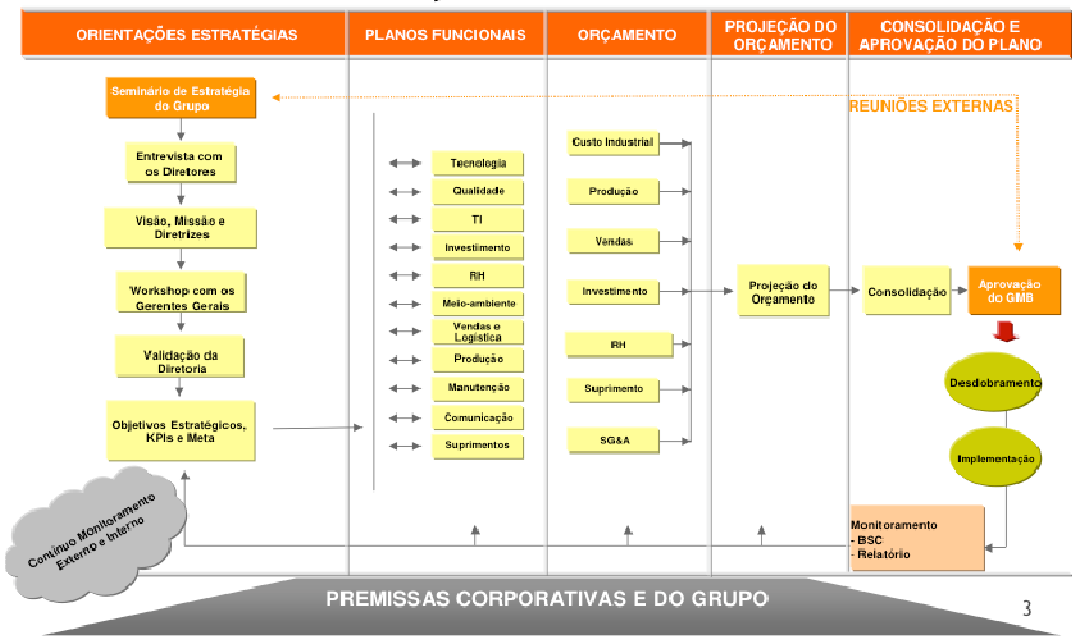 ORIENTAÇÕES ESTRATÉGIAS
PLANOS FUNCIONAIS
ORÇAMENTO
PROJEÇÃO DO
ORÇAMENTO
CONSOLIDAÇÃO E
APROVAÇÃO DO PLANO
Seminário de Estratégia
do Grupo
Entrevista com
os Diretores
Visão, Missão e
Diretrizes
Workshop com os
Gerentes Gerais
Validação da
Diretoria
Objetivos Estratégicos,
KPIs e Meta
Contínuo Monitoramento
Externo e Interno
Tecnologia
Qualidade
TI
Investimento
RH
Meio-ambiente
Vendas e
Logística
Produção
Manutenção
Comunicação
Suprimentos
Custo Industrial
Produção
Vendas
Investimento
RH
Suprimento
SG&A
Projeção do
Orçamento
REUNIÕES EXTERNAS
Consolidação
Aprovação
do GMB
Desdobramento
Implementação
Monitoramento
- BSC
- Relatório
PREMISSAS CORPORATIVAS E DO GRUPO
3